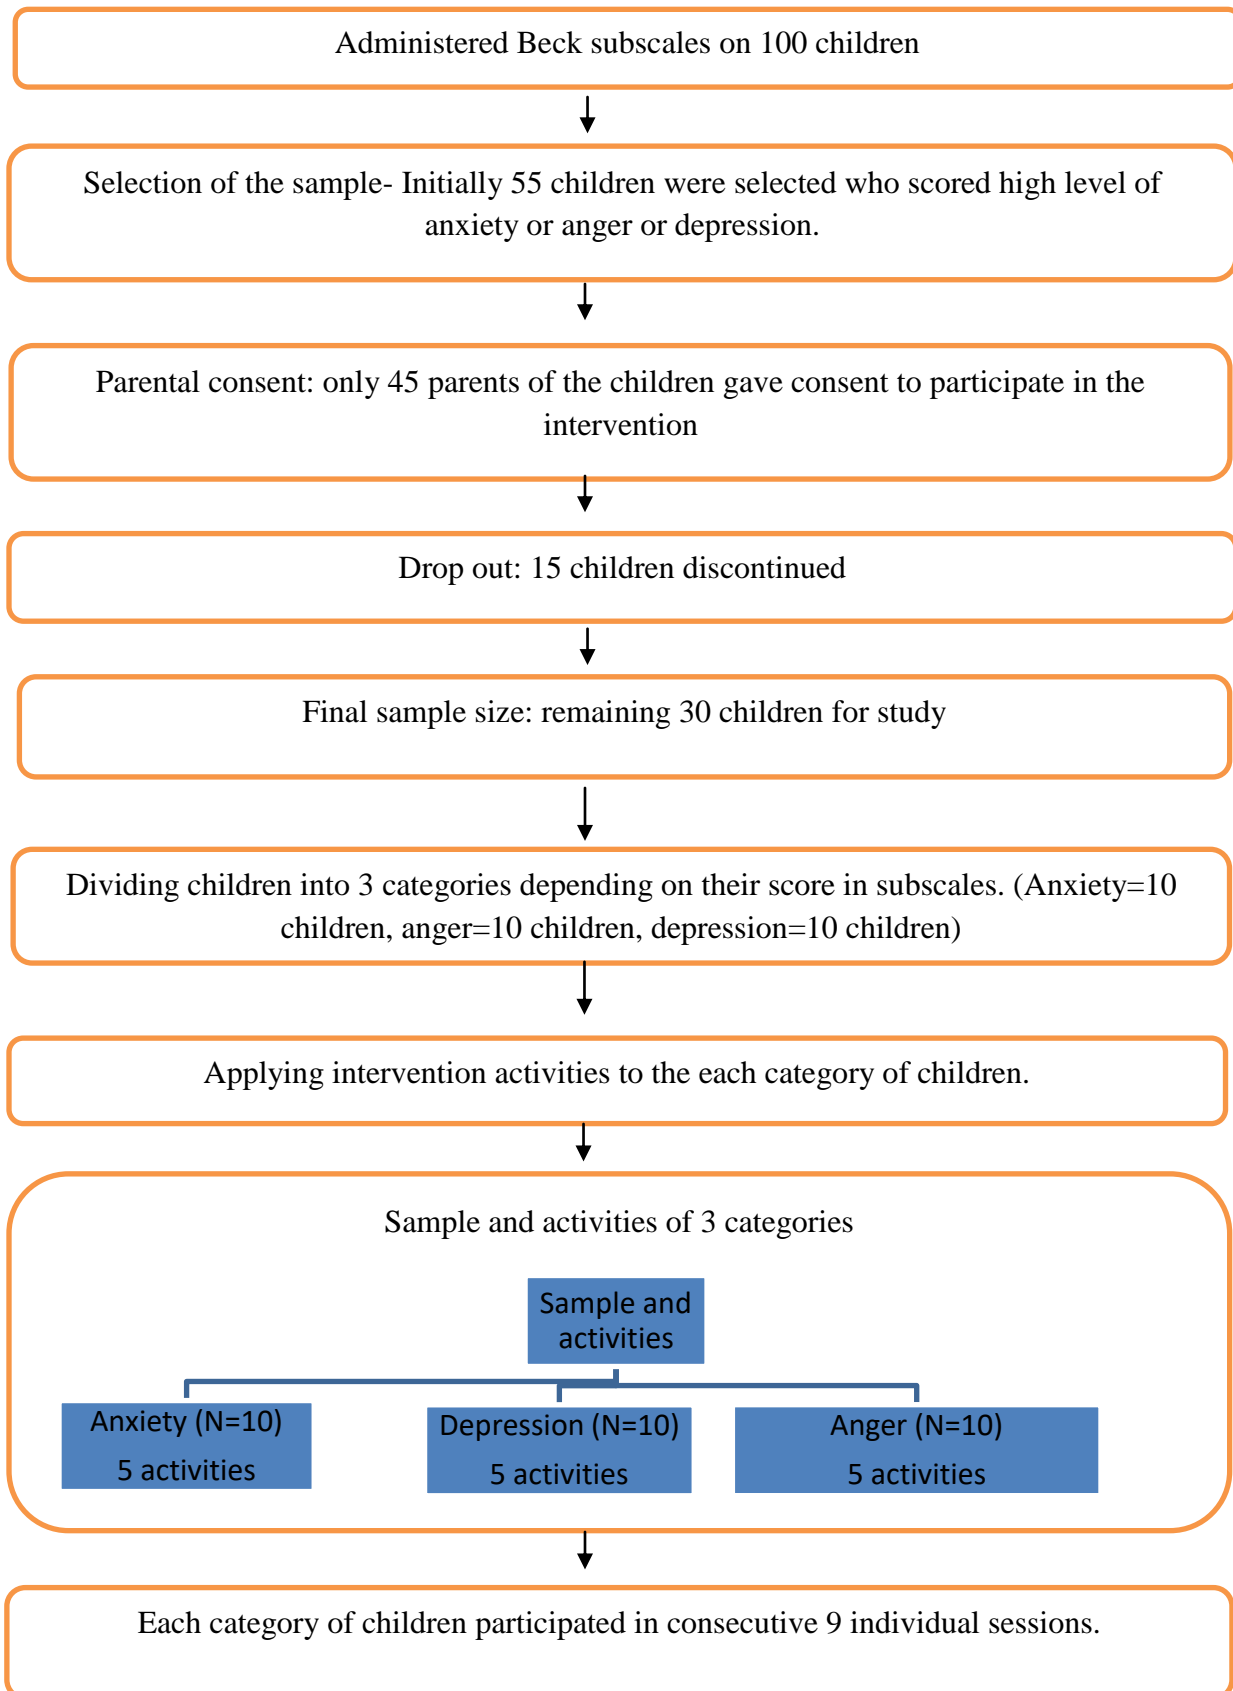 Administered Beck subscales on 100 children
Selection of the sample- Initially 55 children were selected who scored high level of
anxiety or anger or depression.
Parental consent: only 45 parents of the children gave consent to participate in the
intervention
Drop out: 15 children discontinued
Final sample size: remaining 30 children for study
Dividing children into 3 categories depending on their score in subscales. (Anxiety=10
children, anger=10 children, depression=10 children)
Applying intervention activities to the each category of children.
Sample and activities of 3 categories
Sample and
activities
Anxiety (N=10)
5 activities
Depression (N=10)
5 activities
Anger (N=10)
5 activities
Each category of children participated in consecutive 9 individual sessions.